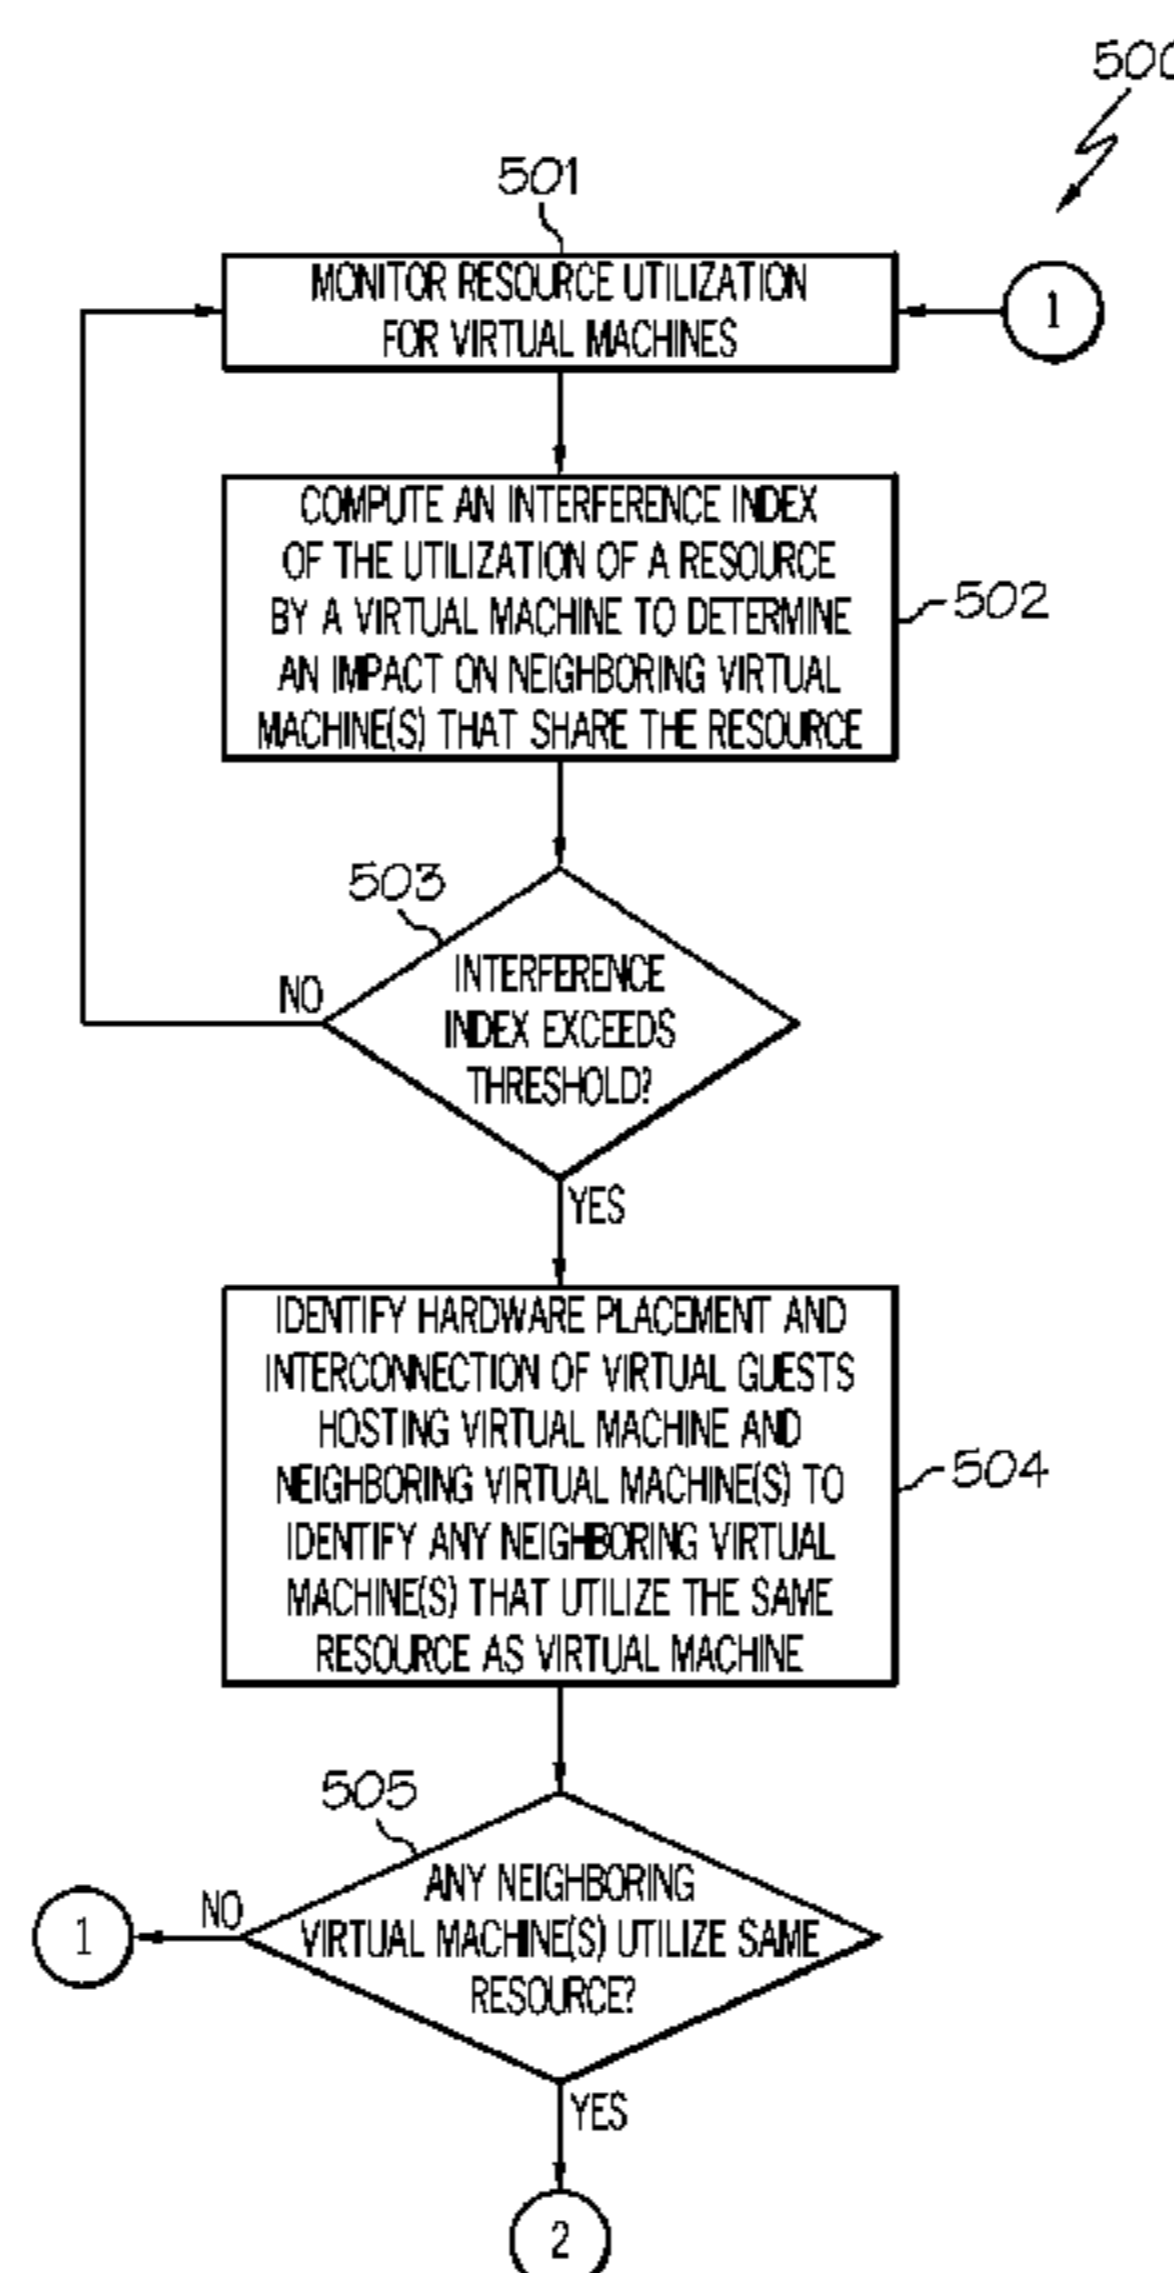 500
501
MONITOR RESOURCE UTILIZATION
FOR VIRTUAL MACHINES
1
COMPUTE AN INTERFERENCE INDEX
OF THE UTILIZATION OF A RESOURCE
BY A VIRTUAL MACHINE TO DETERMINE
AN IMPACT ON NEIGHBORING VIRTUAL
MACHINE(S) THAT SHARE THE RESOURCE
502
503
INTERFERENCE
INDEX EXCEEDS
THRESHOLD?
NO
YES
IDENTIFY HARDWARE PLACEMENT AND
INTERCONNECTION OF VIRTUAL GUESTS
HOSTING VIRTUAL MACHINE AND
NEIGHBORING VIRTUAL MACHINE(S) TO
IDENTIFY ANY NEIGHBORING VIRTUAL
MACHINE(S) THAT UTILIZE THE SAME
RESOURCE AS VIRTUAL MACHINE
504
505
ANY NEIGHBORING
VIRTUAL MACHINE(S) UTILIZE SAME
RESOURCE?
NO
1
YES
2